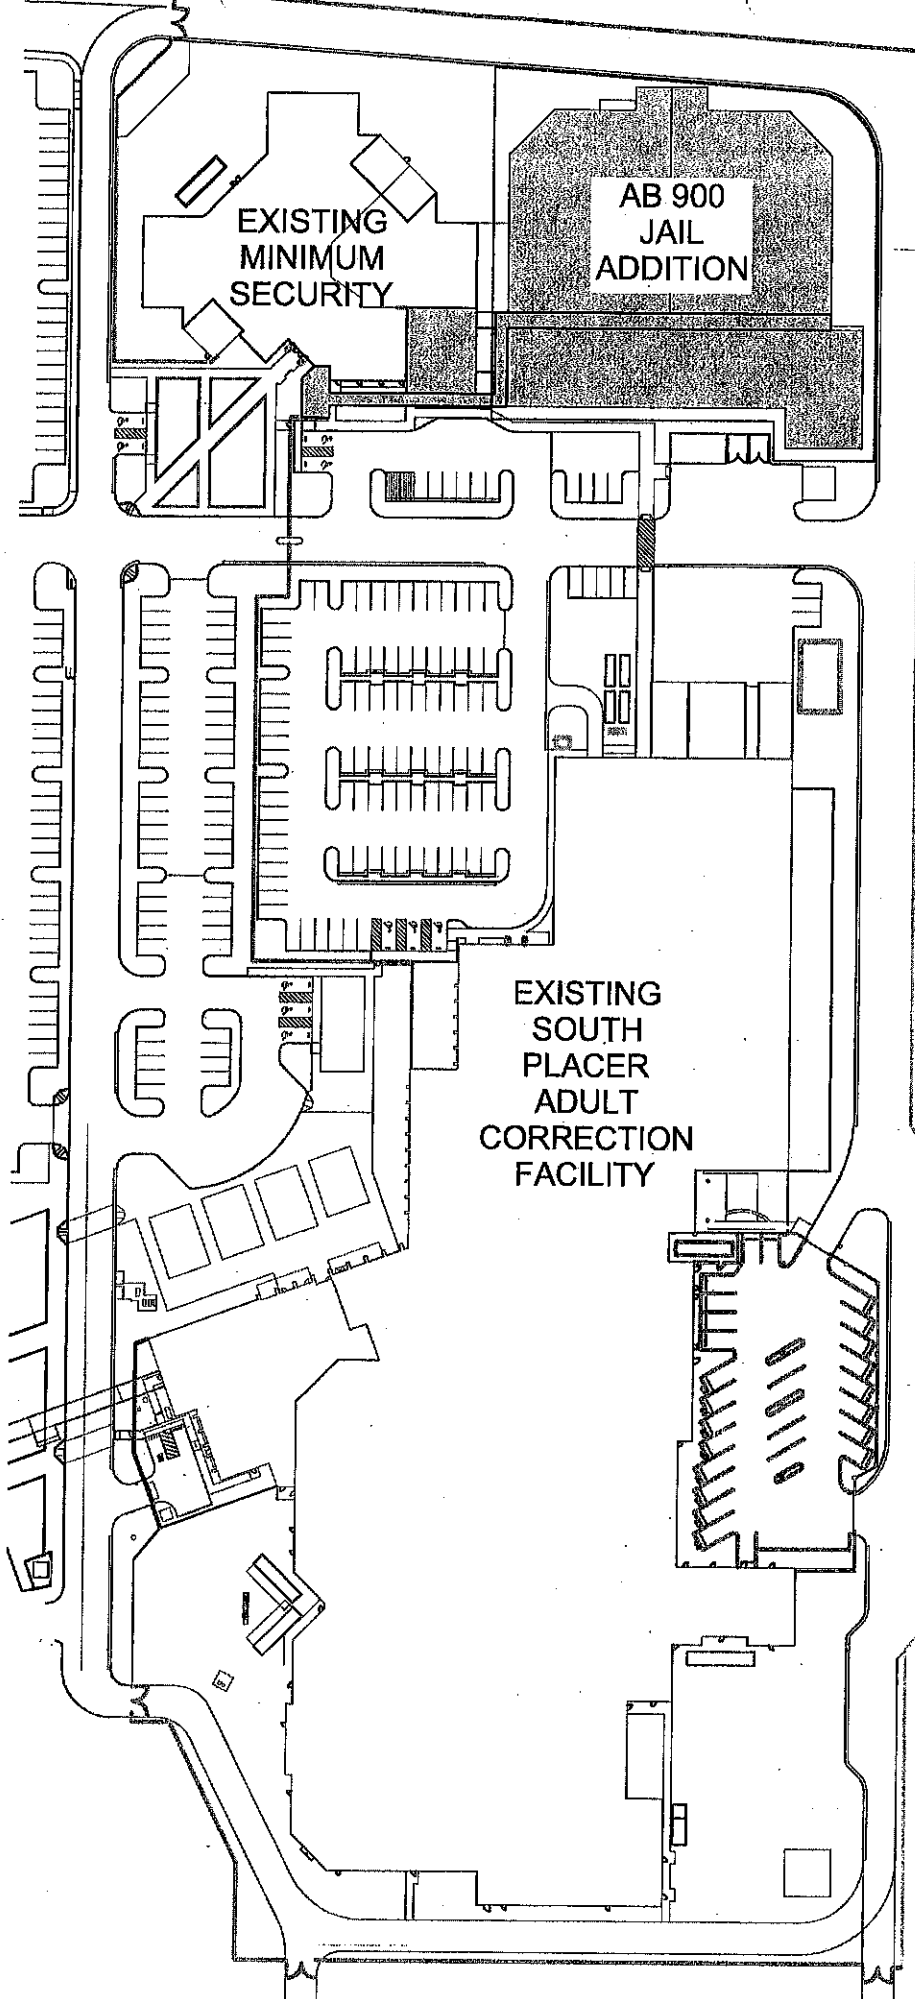 EXISTING
MINIMUM
SECURITY
AB 900
JAIL
ADDITION
EXISTING
SOUTH
PLACER
ADULT
CORRECTION
FACILITY